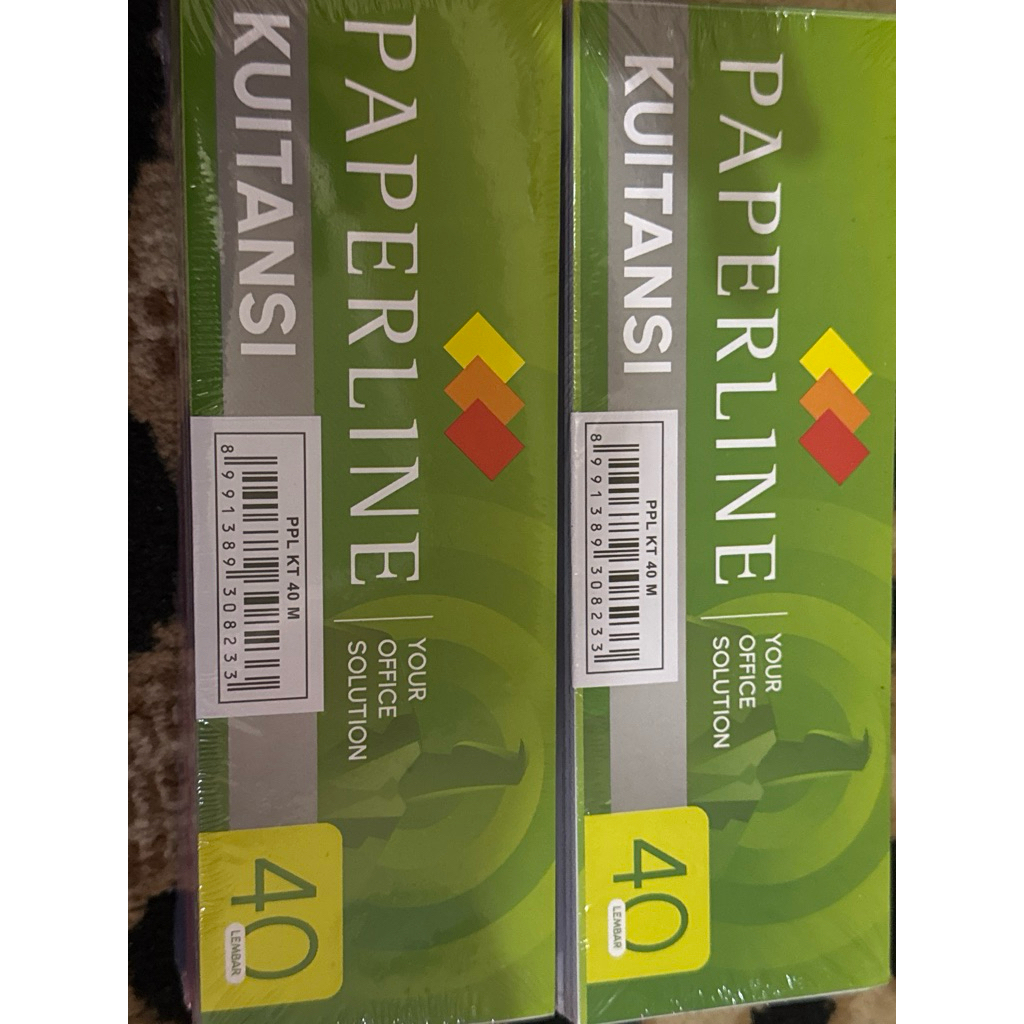 PAPERLINE
YOUR
OFFICE
SOLUTION
KUITANSI
PPL KT 40 M
8 991389 308233
40
LEMBAR
PAPERLINE
YOUR
OFFICE
SOLUTION
KUITANSI
PPL KT 40 M
8 991389 308233
40
LEMBAR